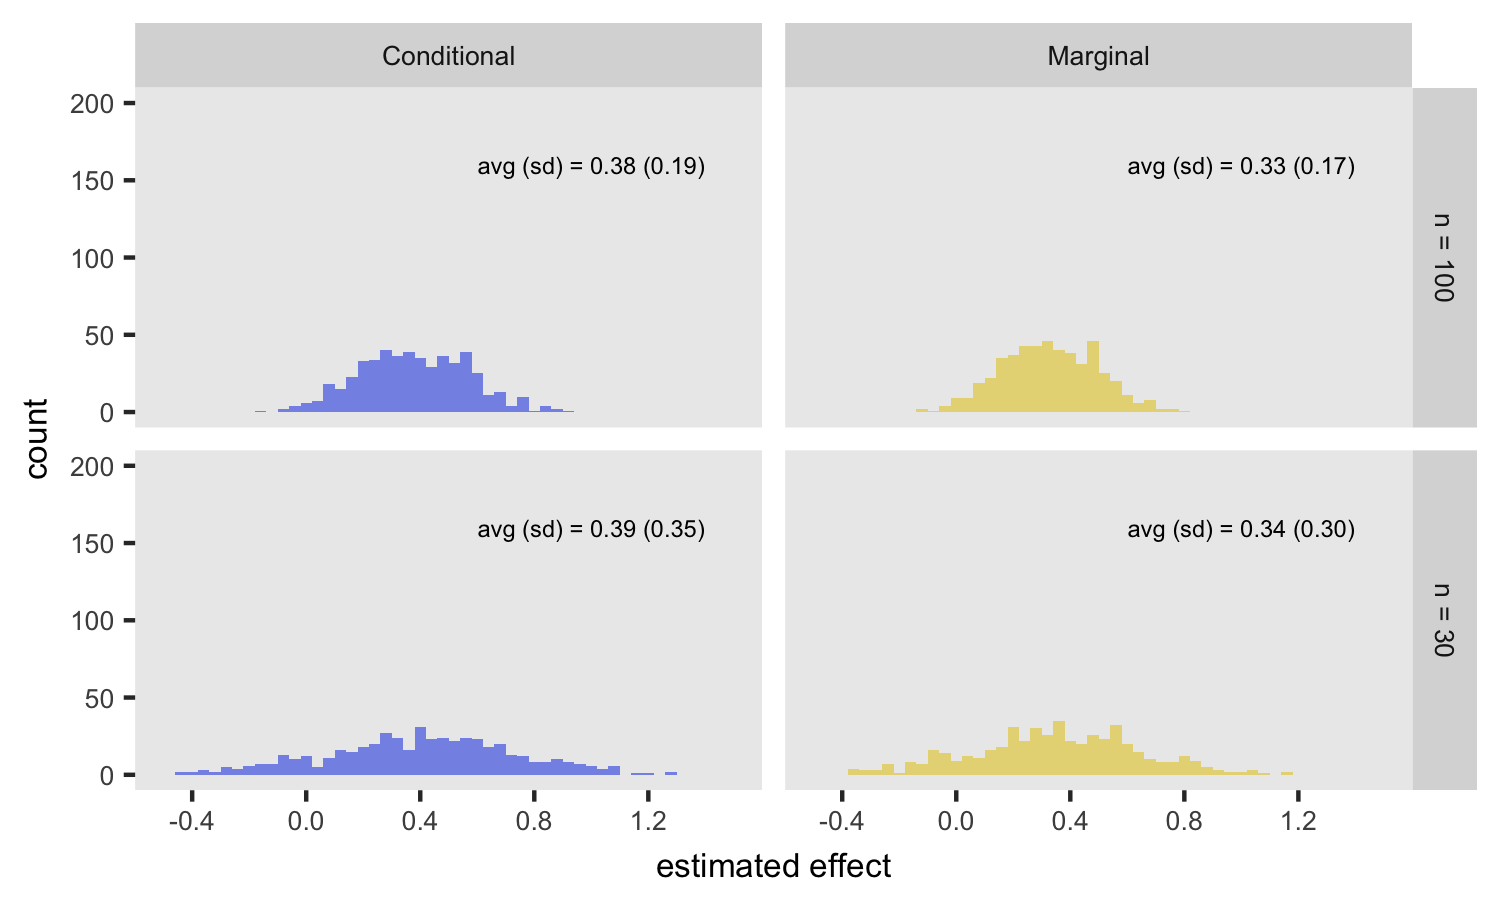 Conditional
Marginal
200
150
100
50
0
avg (sd) = 0.38 (0.19)
avg (sd) = 0.33 (0.17)
n = 100
200
150
100
50
0
avg (sd) = 0.39 (0.35)
avg (sd) = 0.34 (0.30)
n = 30
count
-0.4 0.0 0.4 0.8 1.2
-0.4 0.0 0.4 0.8 1.2
estimated effect